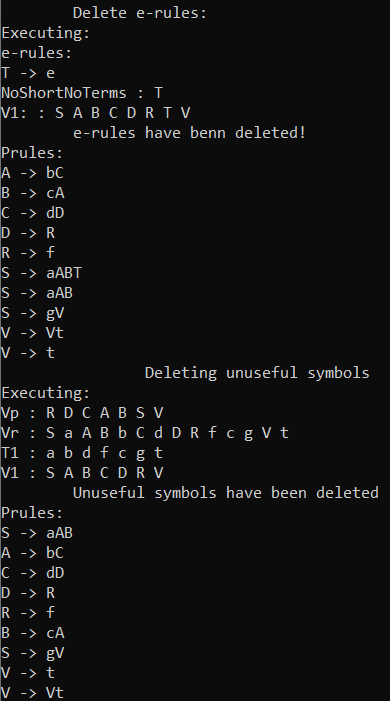 Delete e-rules:
Executing:
e-rules:
T -> e
NoShortNoTerms : T
V1: : S A B C D R T V
e-rules have benn deleted!
Prules:
A -> bC
B -> cA
C -> dD
D -> R
R -> f
S -> aABT
S -> aAB
S -> gV
V -> Vt
V -> t
Deleting unuseful symbols
Executing:
Vp : R D C A B S V
Vr : S a A B b C d D R f c g V t
T1 : a b d f c g t
V1 : S A B C D R V
Unuseful symbols have been deleted
Prules:
S -> aAB
A -> bC
C -> dD
D -> R
R -> f
B -> cA
S -> gV
V -> t
V -> Vt